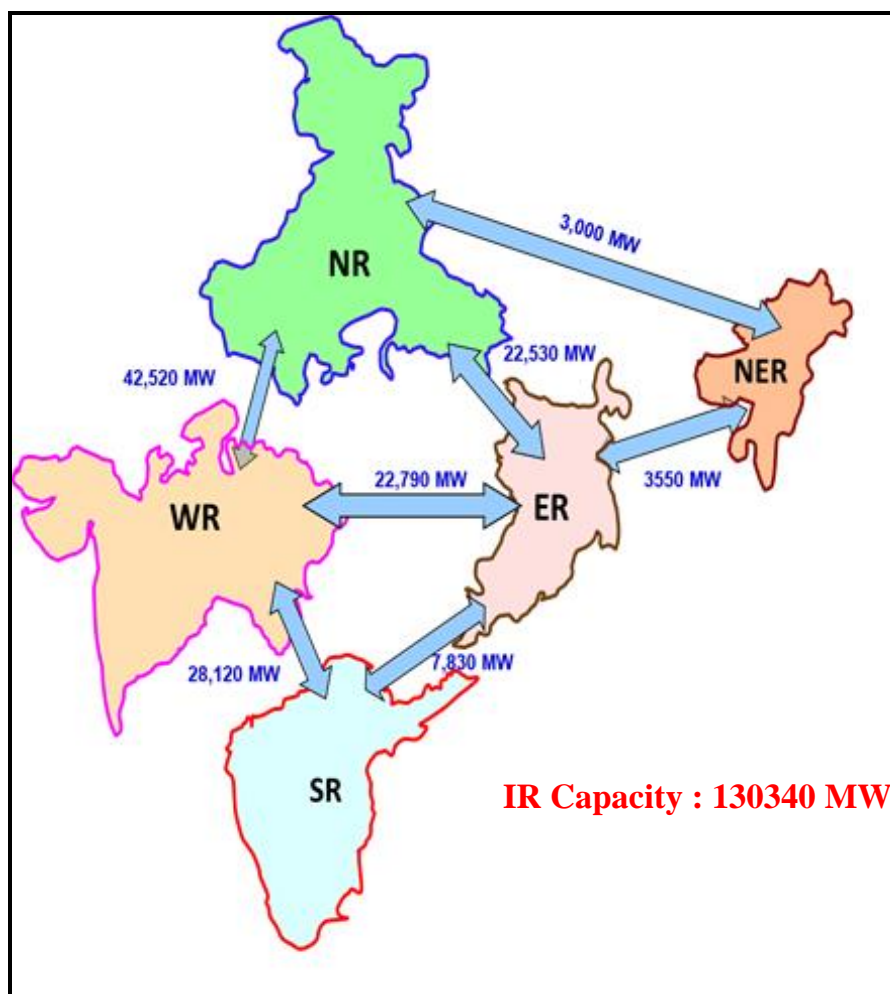 3,000 MW
NR
22,530 MW
42,520 MW
NER
22,790 MW
3550 MW
WR
ER
28,120 MW
7,830 MW
SR
IR Capacity : 130340 MW